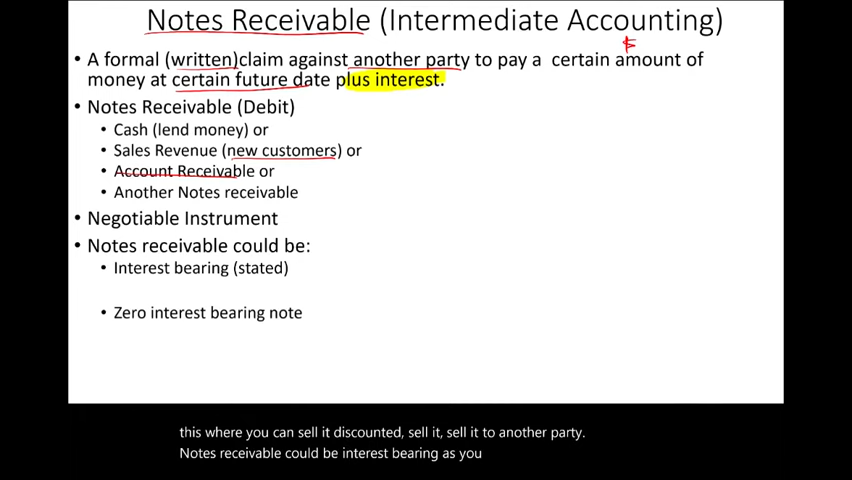 Notes Receivable (Intermediate Accounting)
$
• A formal (written)claim against another party to pay a certain amount of
money at certain future date plus interest.
• Notes Receivable (Debit)
• Cash (lend money) or
• Sales Revenue (new customers) or
• Account Receivable or
• Another Notes receivable
• Negotiable Instrument
• Notes receivable could be:
• Interest bearing (stated)
• Zero interest bearing note
this where you can sell it discounted, sell it, sell it to another party.
Notes receivable could be interest bearing as you